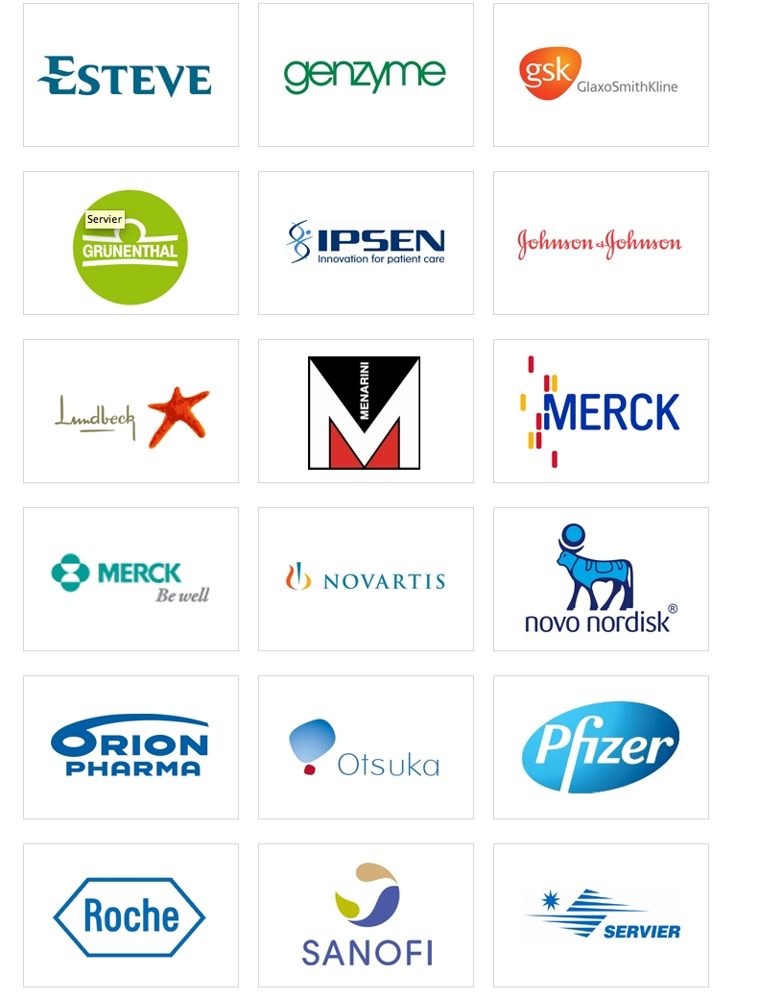 ESTEVE
genzyme
gsk
GlaxoSmithKline
Servier
GRUNENTHAL
IPSEN
Innovation for patient care
Johnson & Johnson
Lundbeck
MENARINI
M
MERCK
MERCK
Be well
NOVARTIS
novo nordisk®
ORION
PHARMA
Otsuka
Pfizer
Roche
SANOFI
SERVIER